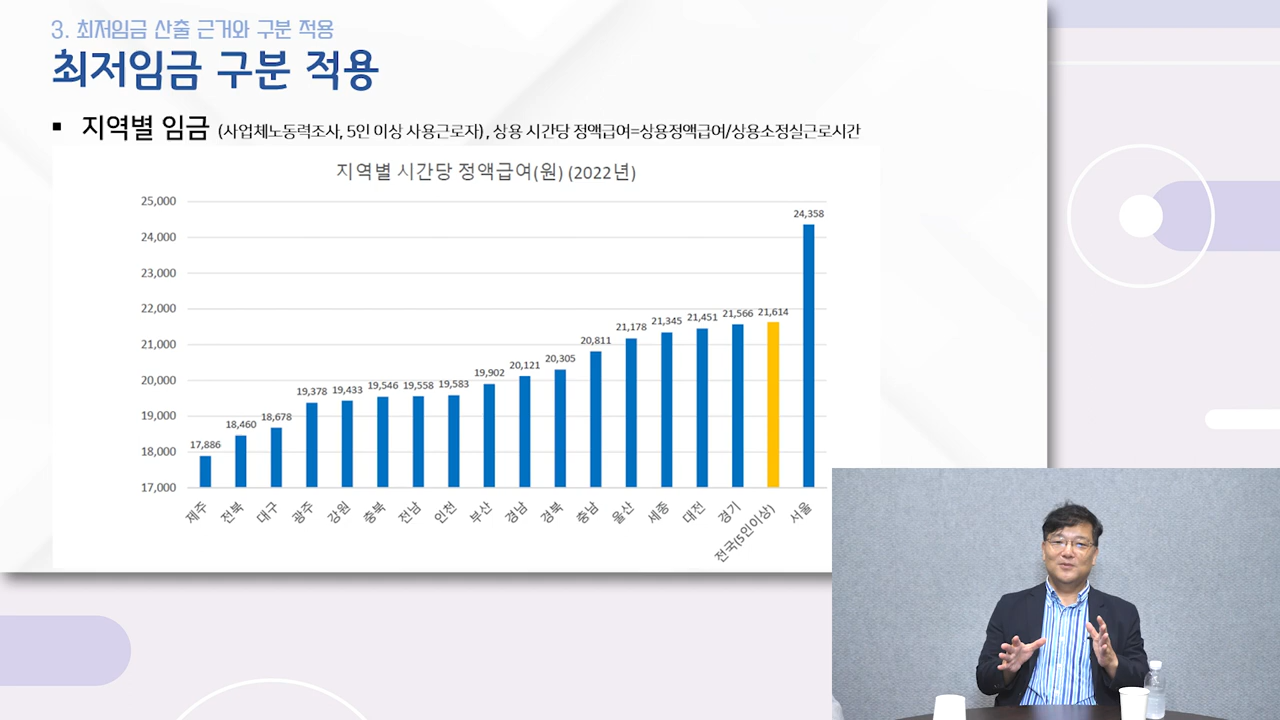 3. 최저임금 산출 근거와 구분 적용
최저임금 구분 적용
▪ 지역별 임금 (사업체노동력조사, 5인 이상 사용근로자), 상용 시간당 정액급여=상용정액급여/상용소정실근로시간
지역별 시간당 정액급여(원) (2022년)
25,000
24,000
23,000
22,000
21,000
20,000
19,000
18,000
17,000
17,886
18,460
18,678
19,378
19,433
19,546
19,558
19,583
19,902
20,121
20,305
20,811
21,178
21,345
21,451
21,566
21,614
24,358
제주
전북
대구
광주
강원
충북
전남
인천
부산
경남
경북
충남
울산
세종
대전
경기
전국(5인이상)
서울